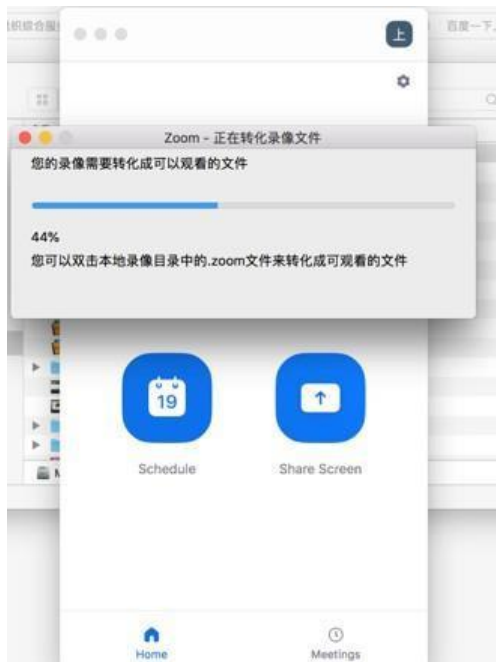 百度一下
上
Zoom - 正在转化录像文件
您的录像需要转化成可以观看的文件
44%
您可以双击本地录像目录中的.zoom文件来转化成可观看的文件
19
Schedule
Share Screen
Home
Meetings